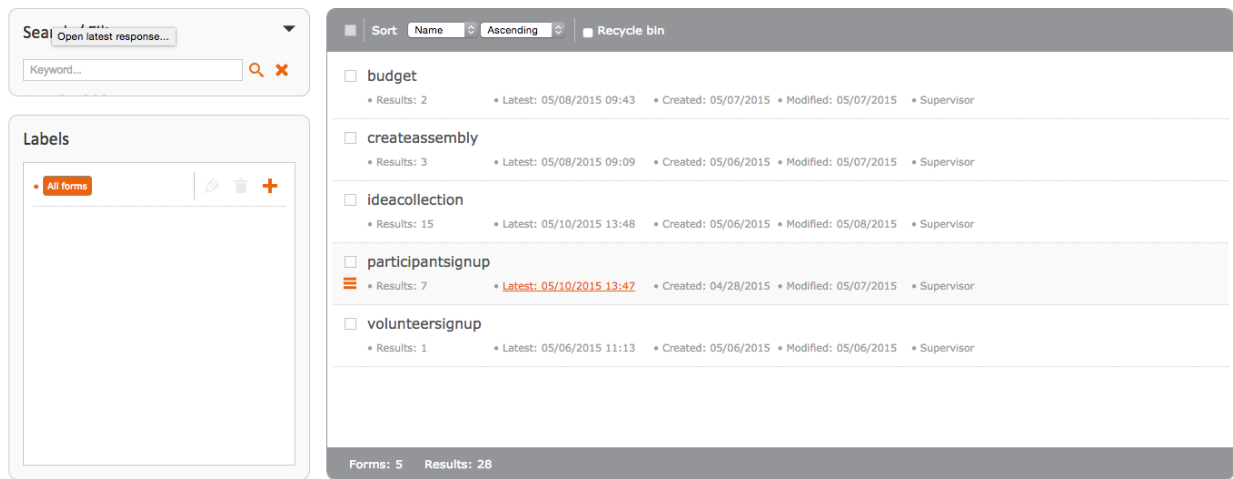 Search / Fil
Open latest response...
Keyword...
Labels
• All forms
Sort Name Ascending Recycle bin
budget
• Results: 2 • Latest: 05/08/2015 09:43 • Created: 05/07/2015 • Modified: 05/07/2015 • Supervisor
createassembly
• Results: 3 • Latest: 05/08/2015 09:09 • Created: 05/06/2015 • Modified: 05/07/2015 • Supervisor
ideacollection
• Results: 15 • Latest: 05/10/2015 13:48 • Created: 05/06/2015 • Modified: 05/08/2015 • Supervisor
participantsignup
• Results: 7 • Latest: 05/10/2015 13:47 • Created: 04/28/2015 • Modified: 05/07/2015 • Supervisor
volunteersignup
• Results: 1 • Latest: 05/06/2015 11:13 • Created: 05/06/2015 • Modified: 05/06/2015 • Supervisor
Forms: 5 Results: 28